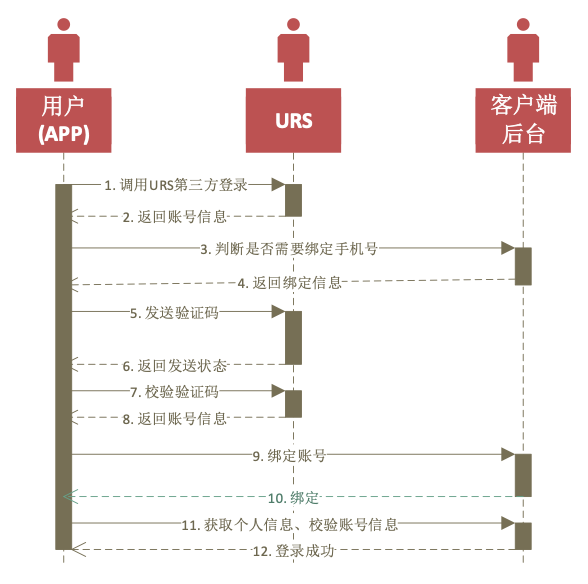 用户
(APP)
URS
客户端
后台
1. 调用URS第三方登录
2. 返回账号信息
3. 判断是否需要绑定手机号
4. 返回绑定信息
5. 发送验证码
6. 返回发送状态
7. 校验验证码
8. 返回账号信息
9. 绑定账号
10. 绑定
11. 获取个人信息、校验账号信息
12. 登录成功